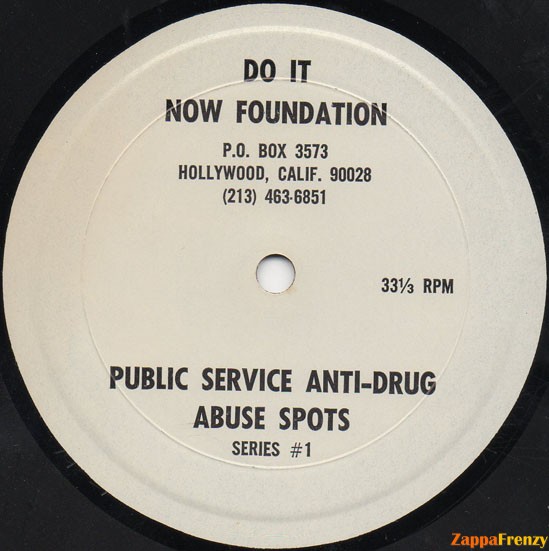 DO IT
NOW FOUNDATION
P.O. BOX 3573
HOLLYWOOD, CALIF. 90028
(213) 463-6851
33⅓ RPM
PUBLIC SERVICE ANTI-DRUG
ABUSE SPOTS
SERIES #1
ZappaFrenzy